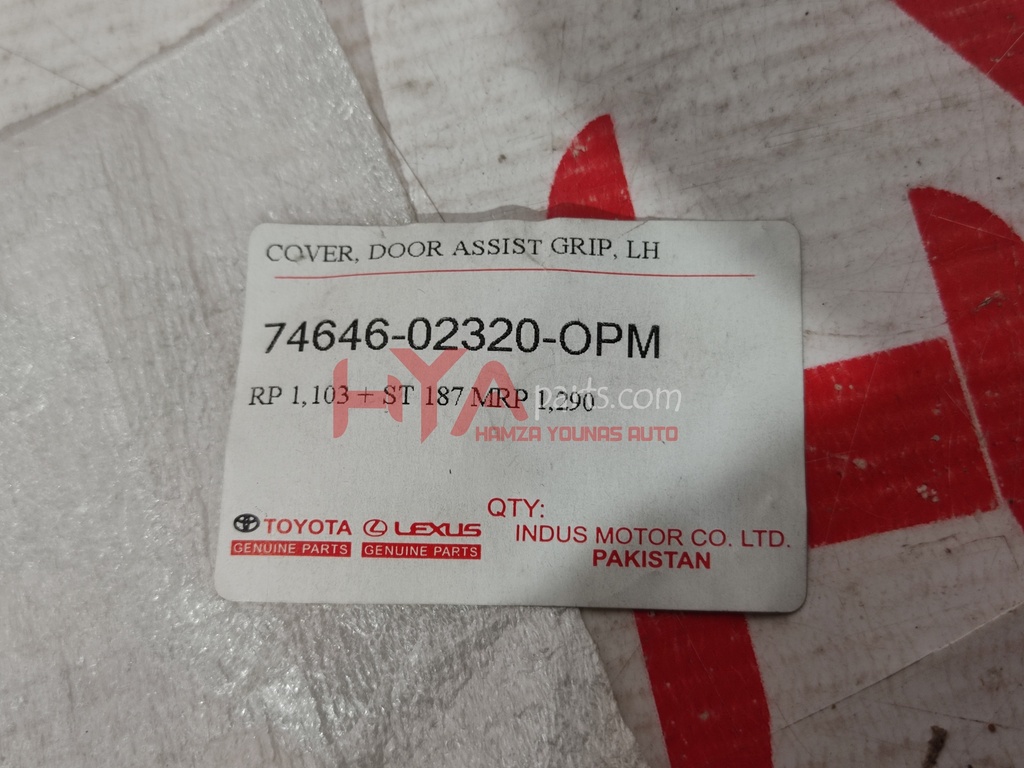 COVER, DOOR ASSIST GRIP, LH
74646-02320-OPM
RP 1,103 + ST 187 MRP 1,290
HYAparts.com
HAMZA YOUNAS AUTO
QTY:
TOYOTA LEXUS
GENUINE PARTS GENUINE PARTS
INDUS MOTOR CO. LTD.
PAKISTAN